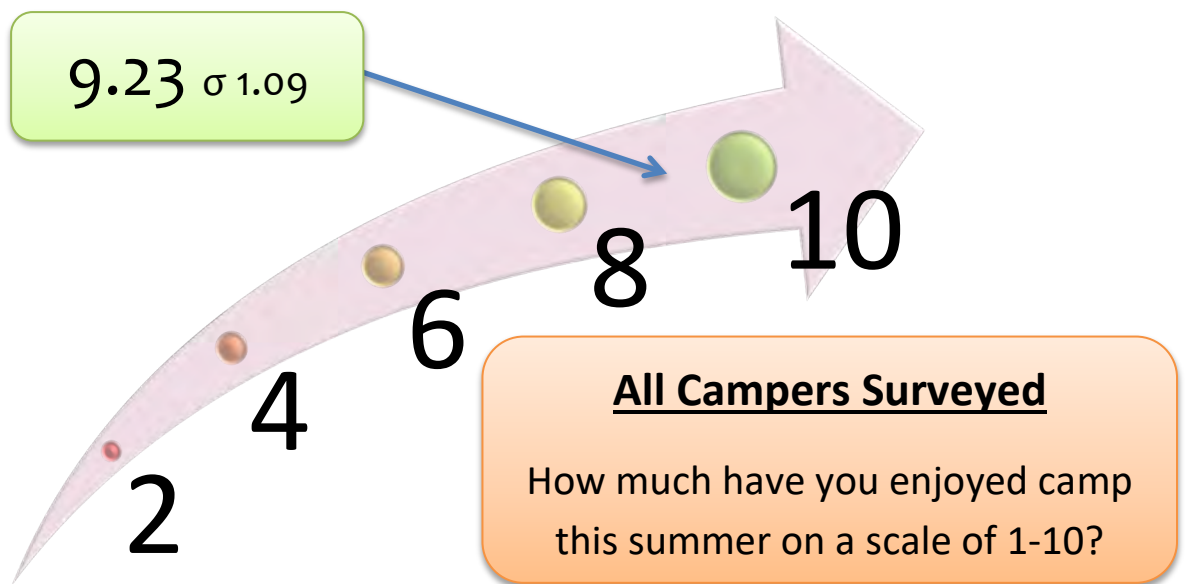 9.23 σ 1.09
10
8
6
4
2
All Campers Surveyed
How much have you enjoyed camp
this summer on a scale of 1-10?